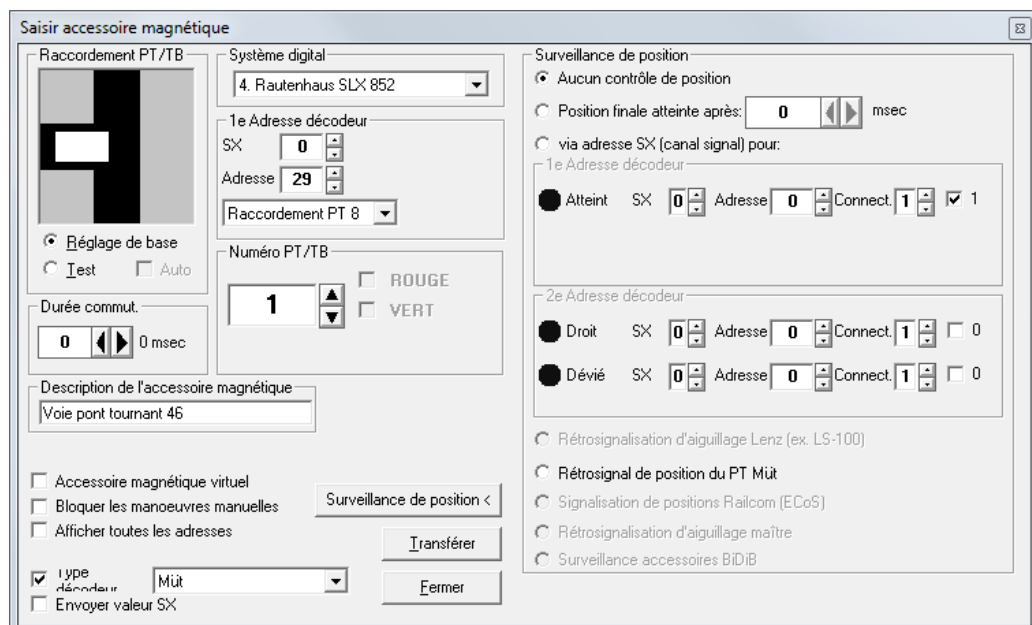 Saisir accessoire magnétique
Raccordement PT/TB
Réglage de base
Test Auto
Durée commut.
0 0 msec
Système digital
4. Rautenhaus SLX 852
1e Adresse décodeur
SX 0
Adresse 29
Raccordement PT 8
Numéro PT/TB
1
ROUGE
VERT
Description de l'accessoire magnétique
Voie pont tournant 46
Accessoire magnétique virtuel
Bloquer les manoeuvres manuelles
Afficher toutes les adresses
Type
décodeur
Müt
Envoyer valeur SX
Surveillance de position <
Transférer
Fermer
Surveillance de position
Aucun contrôle de position
Position finale atteinte après: 0 msec
via adresse SX (canal signal) pour:
1e Adresse décodeur
Atteint SX 0 Adresse 0 Connect. 1 1
2e Adresse décodeur
Droit SX 0 Adresse 0 Connect. 1 0
Dévié SX 0 Adresse 0 Connect. 1 0
Rétrosignalisation d'aiguillage Lenz (ex. LS-100)
Rétrosignal de position du PT Müt
Signalisation de positions Railcom (ECoS)
Rétrosignalisation d'aiguillage maître
Surveillance accessoires BiDiB